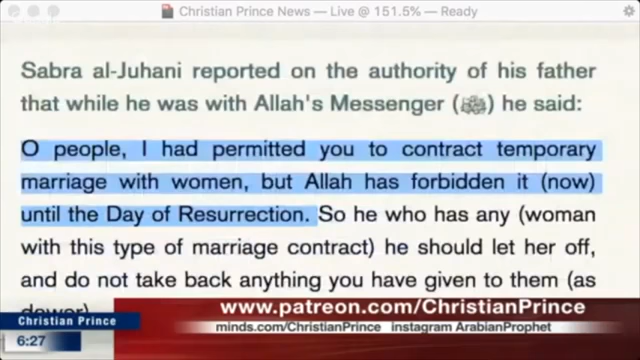 Christian Prince News — Live @ 151.5% — Ready
Sabra al-Juhani reported on the authority of his father
that while he was with Allah's Messenger (ﷺ) he said:
O people, I had permitted you to contract temporary
marriage with women, but Allah has forbidden it (now)
until the Day of Resurrection. So he who has any (woman
with this type of marriage contract) he should let her off,
and do not take back anything you have given to them (as
dower).
www.patreon.com/ChristianPrince
minds.com/ChristianPrince instagram ArabianProphet
Christian Prince
6:27